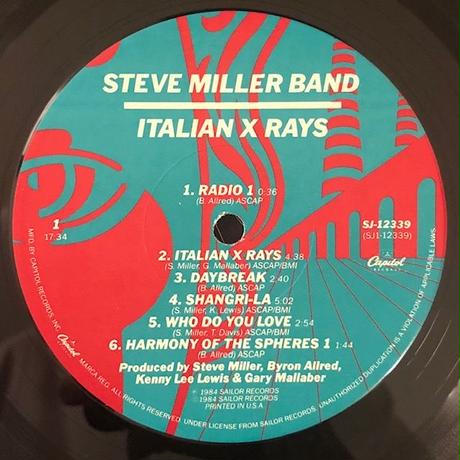 STEVE MILLER BAND
ITALIAN X RAYS
1. RADIO 1 0:36
(B. Allred) ASCAP
1
17:34
SJ-12339
(SJ1-12339)
2. ITALIAN X RAYS 4:38
(S. Miller, G. Mallaber) ASCAP/BMI
3. DAYBREAK 2:40
(B. Allred) ASCAP
4. SHANGRI-LA 5:02
(S. Miller, K. Lewis) ASCAP/BMI
5. WHO DO YOU LOVE 2:54
(S. Miller, T. Davis) ASCAP/BMI
6. HARMONY OF THE SPHERES 1 1:44
(B. Allred) ASCAP
Capitol
RECORDS
Produced by Steve Miller, Byron Allred,
Kenny Lee Lewis & Gary Mallaber
℗ 1984 SAILOR RECORDS
© 1984 SAILOR RECORDS
PRINTED IN U.S.A.
MFD. BY CAPITOL RECORDS, INC.
Capitol
MARCA REG. ALL RIGHTS RESERVED. UNDER LICENSE FROM SAILOR RECORDS. UNAUTHORIZED DUPLICATION IS A VIOLATION OF APPLICABLE LAWS.